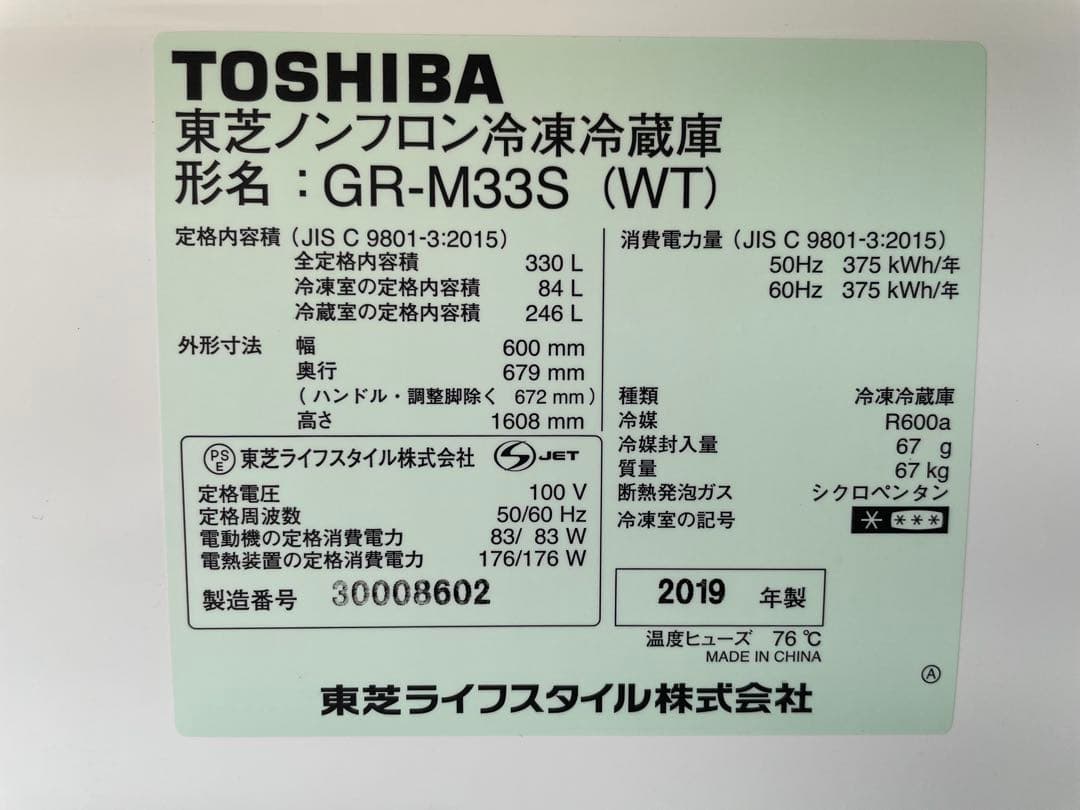 TOSHIBA
東芝ノンフロン冷凍冷蔵庫
形名：GR-M33S (WT)
定格内容積（JIS C 9801-3:2015）
全定格内容積 330 L
冷凍室の定格内容積 84 L
冷蔵室の定格内容積 246 L
外形寸法 幅 600 mm
奥行 679 mm
（ハンドル・調整脚除く 672 mm）
高さ 1608 mm
消費電力量（JIS C 9801-3:2015）
50Hz 375 kWh/年
60Hz 375 kWh/年
種類 冷凍冷蔵庫
冷媒 R600a
冷媒封入量 67 g
質量 67 kg
断熱発泡ガス シクロペンタン
冷凍室の記号 * ***
PS E 東芝ライフスタイル株式会社 JET
定格電圧 100 V
定格周波数 50/60 Hz
電動機の定格消費電力 83/ 83 W
電熱装置の定格消費電力 176/176 W
製造番号 30008602
2019 年製
温度ヒューズ 76 ℃
MADE IN CHINA
Ⓐ
東芝ライフスタイル株式会社